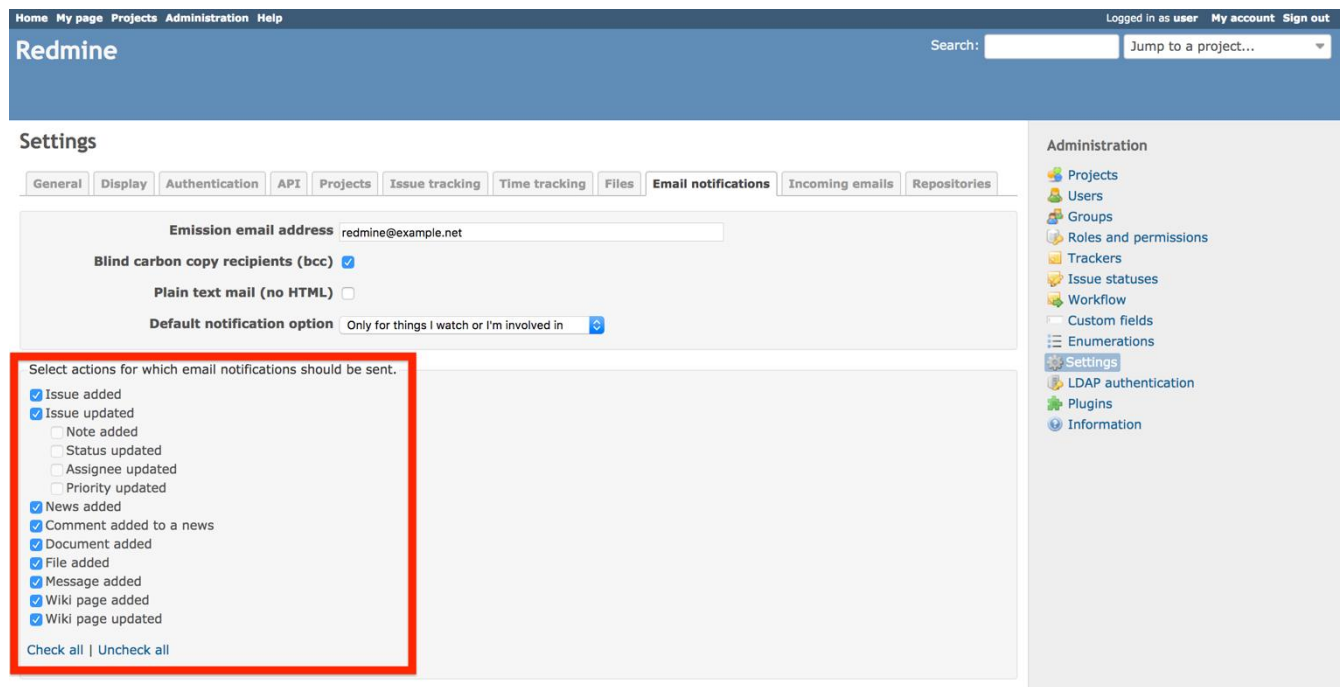 Home My page Projects Administration Help
Logged in as user My account Sign out
Redmine
Search:
Jump to a project...
Settings
General Display Authentication API Projects Issue tracking Time tracking Files Email notifications Incoming emails Repositories
Emission email address redmine@example.net
Blind carbon copy recipients (bcc)
Plain text mail (no HTML)
Default notification option Only for things I watch or I'm involved in
Select actions for which email notifications should be sent.
Issue added
Issue updated
Note added
Status updated
Assignee updated
Priority updated
News added
Comment added to a news
Document added
File added
Message added
Wiki page added
Wiki page updated
Check all | Uncheck all
Administration
Projects
Users
Groups
Roles and permissions
Trackers
Issue statuses
Workflow
Custom fields
Enumerations
Settings
LDAP authentication
Plugins
Information